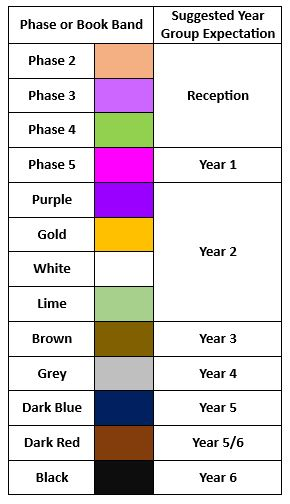 Phase or Book Band
Suggested Year
Group Expectation
Phase 2
Phase 3
Reception
Phase 4
Phase 5
Year 1
Purple
Gold
Year 2
White
Lime
Brown
Year 3
Grey
Year 4
Dark Blue
Year 5
Dark Red
Year 5/6
Black
Year 6